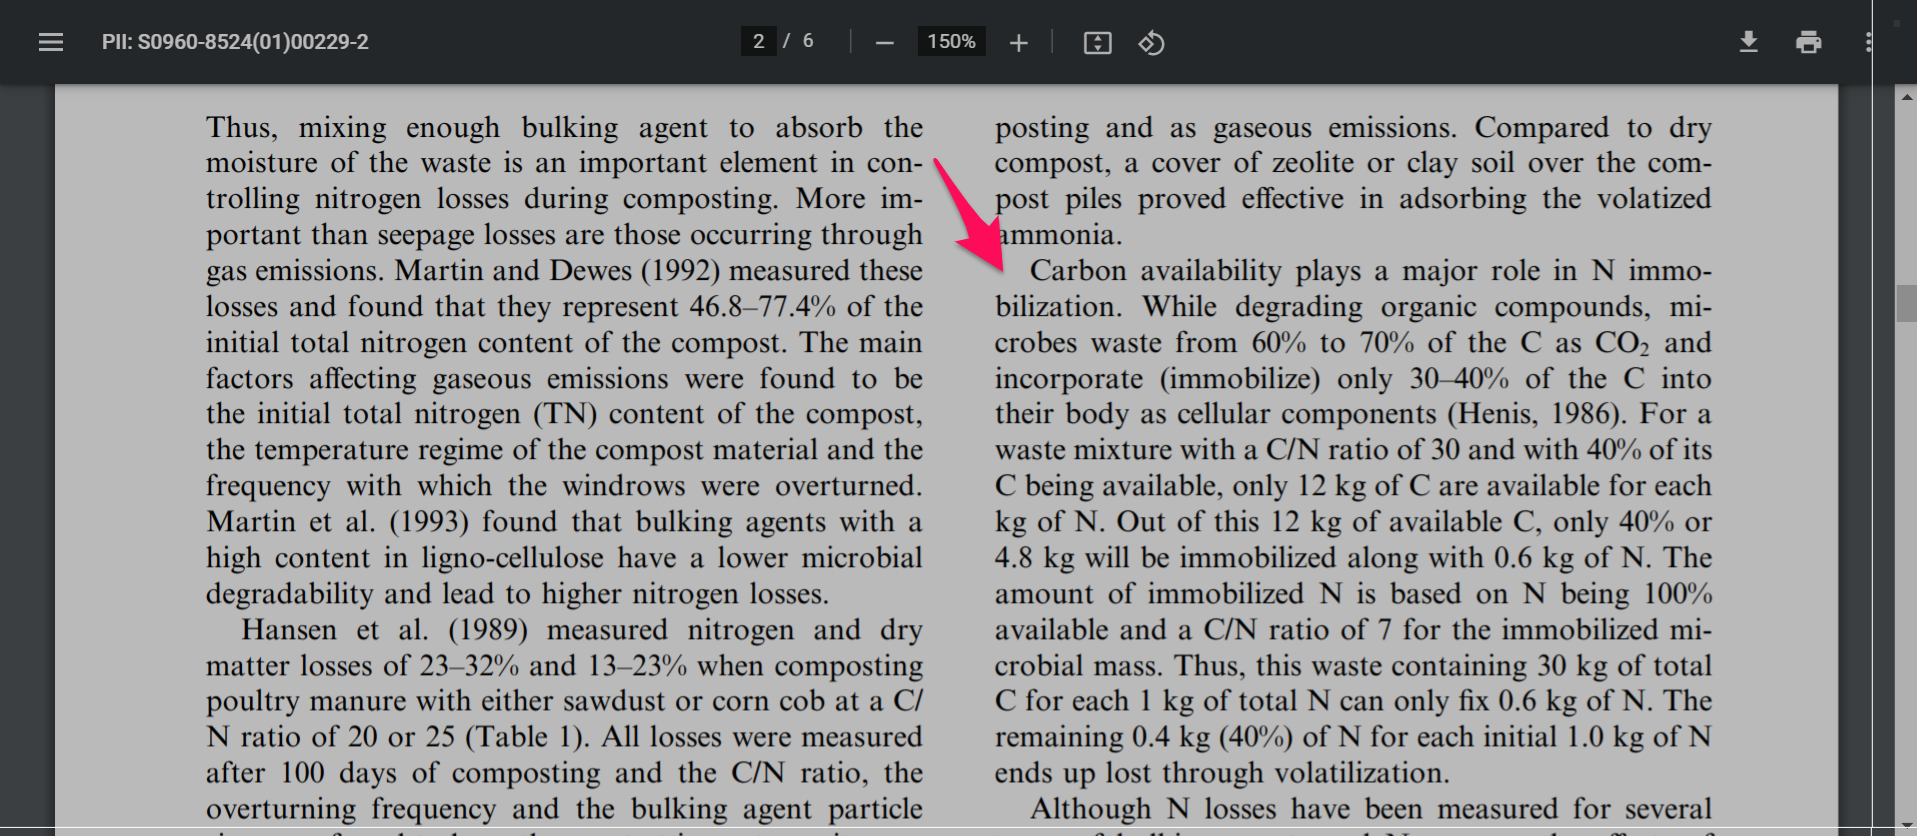 PII: S0960-8524(01)00229-2
2 / 6
150%
Thus, mixing enough bulking agent to absorb the
moisture of the waste is an important element in con-
trolling nitrogen losses during composting. More im-
portant than seepage losses are those occurring through
gas emissions. Martin and Dewes (1992) measured these
losses and found that they represent 46.8–77.4% of the
initial total nitrogen content of the compost. The main
factors affecting gaseous emissions were found to be
the initial total nitrogen (TN) content of the compost,
the temperature regime of the compost material and the
frequency with which the windrows were overturned.
Martin et al. (1993) found that bulking agents with a
high content in ligno-cellulose have a lower microbial
degradability and lead to higher nitrogen losses.
Hansen et al. (1989) measured nitrogen and dry
matter losses of 23–32% and 13–23% when composting
poultry manure with either sawdust or corn cob at a C/
N ratio of 20 or 25 (Table 1). All losses were measured
after 100 days of composting and the C/N ratio, the
overturning frequency and the bulking agent particle
posting and as gaseous emissions. Compared to dry
compost, a cover of zeolite or clay soil over the com-
post piles proved effective in adsorbing the volatized
ammonia.
Carbon availability plays a major role in N immo-
bilization. While degrading organic compounds, mi-
crobes waste from 60% to 70% of the C as CO₂ and
incorporate (immobilize) only 30–40% of the C into
their body as cellular components (Henis, 1986). For a
waste mixture with a C/N ratio of 30 and with 40% of its
C being available, only 12 kg of C are available for each
kg of N. Out of this 12 kg of available C, only 40% or
4.8 kg will be immobilized along with 0.6 kg of N. The
amount of immobilized N is based on N being 100%
available and a C/N ratio of 7 for the immobilized mi-
crobial mass. Thus, this waste containing 30 kg of total
C for each 1 kg of total N can only fix 0.6 kg of N. The
remaining 0.4 kg (40%) of N for each initial 1.0 kg of N
ends up lost through volatilization.
Although N losses have been measured for several